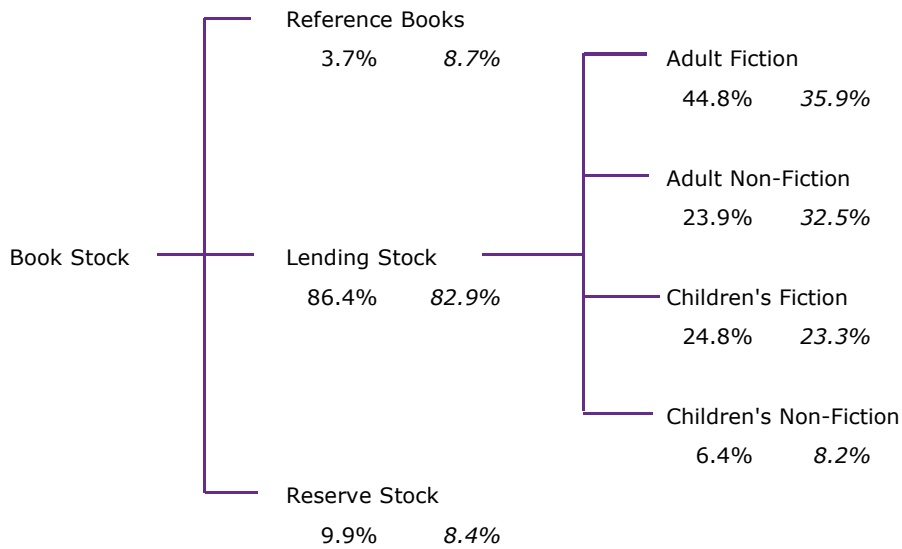 Book Stock
Reference Books
3.7% 8.7%
Lending Stock
86.4% 82.9%
Reserve Stock
9.9% 8.4%
Adult Fiction
44.8% 35.9%
Adult Non-Fiction
23.9% 32.5%
Children's Fiction
24.8% 23.3%
Children's Non-Fiction
6.4% 8.2%